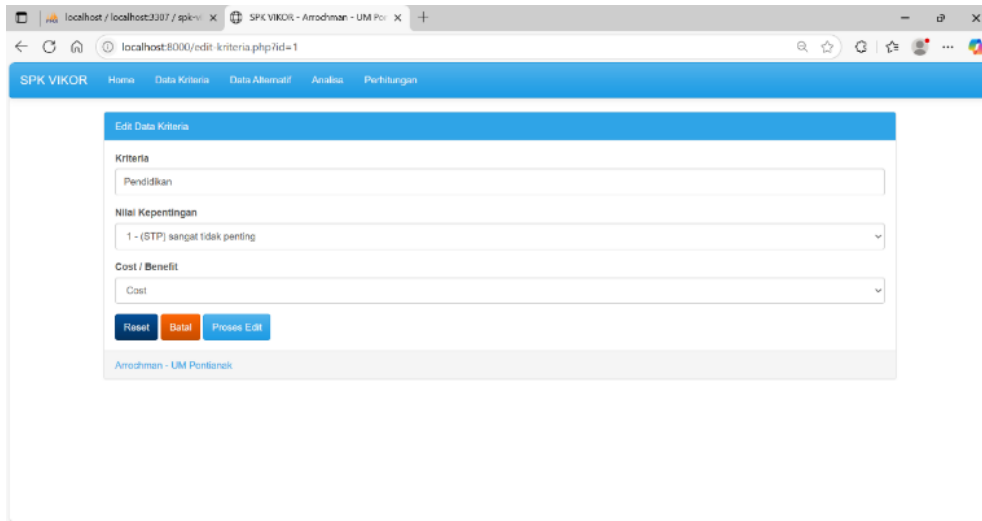 localhost / localhost:3307 / spk-vi
SPK VIKOR - Arrochman - UM Por
localhost:8000/edit-kriteria.php?id=1
SPK VIKOR Home Data Kriteria Data Alternatif Analisa Perhitungan
Edit Data Kriteria
Kriteria
Pendidikan
Nilai Kepentingan
1 - (STP) sangat tidak penting
Cost / Benefit
Cost
Reset Batal Proses Edit
Arrochman - UM Pontianak